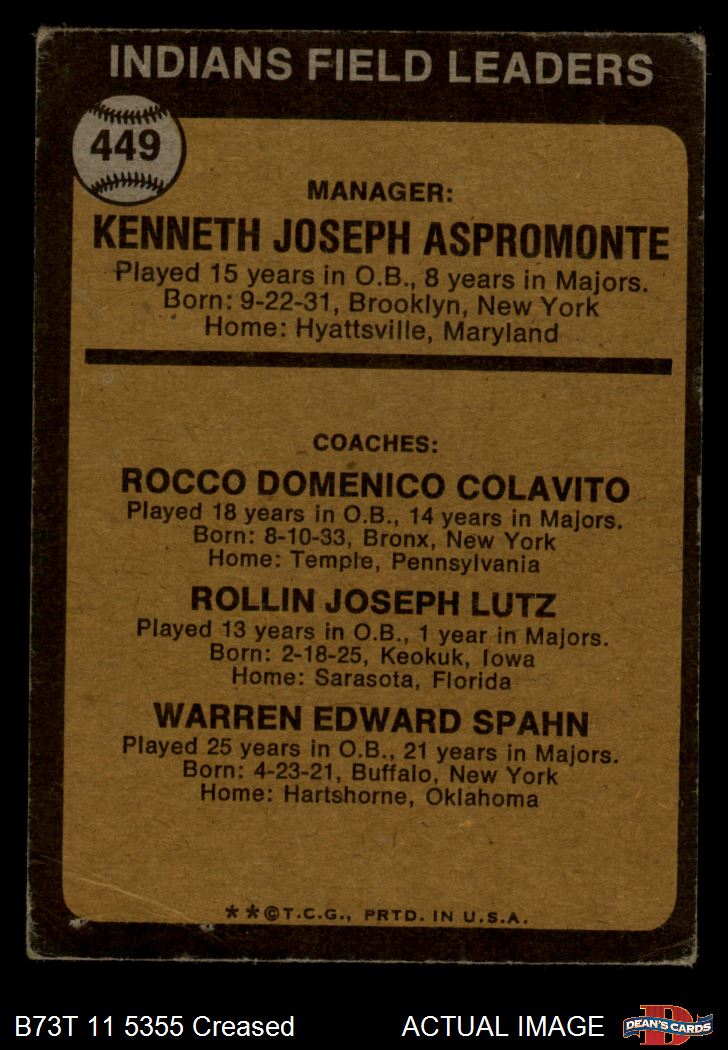 INDIANS FIELD LEADERS
449
MANAGER:
KENNETH JOSEPH ASPROMONTE
Played 15 years in O.B., 8 years in Majors.
Born: 9-22-31, Brooklyn, New York
Home: Hyattsville, Maryland
COACHES:
ROCCO DOMENICO COLAVITO
Played 18 years in O.B., 14 years in Majors.
Born: 8-10-33, Bronx, New York
Home: Temple, Pennsylvania
ROLLIN JOSEPH LUTZ
Played 13 years in O.B., 1 year in Majors.
Born: 2-18-25, Keokuk, Iowa
Home: Sarasota, Florida
WARREN EDWARD SPAHN
Played 25 years in O.B., 21 years in Majors.
Born: 4-23-21, Buffalo, New York
Home: Hartshorne, Oklahoma
**©T.C.G., PRTD. IN U.S.A.
B73T 11 5355 Creased ACTUAL IMAGE
D
DEAN'S CARDS